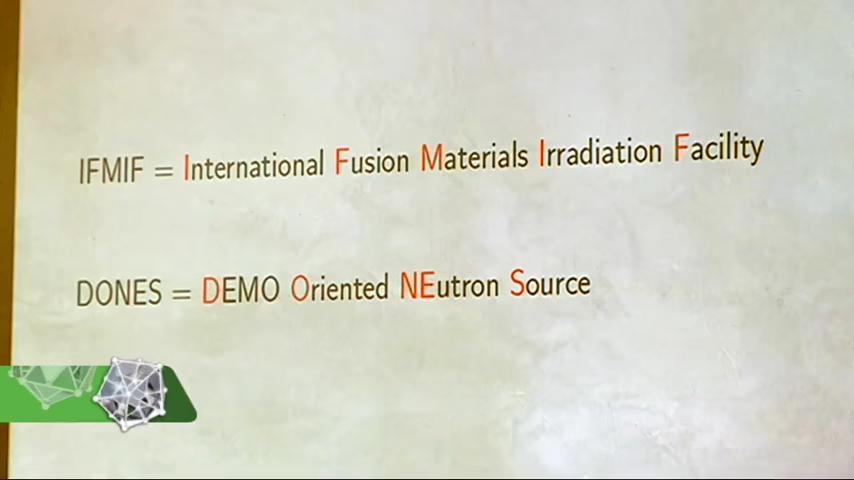 IFMIF = International Fusion Materials Irradiation Facility
DONES = DEMO Oriented NEutron Source